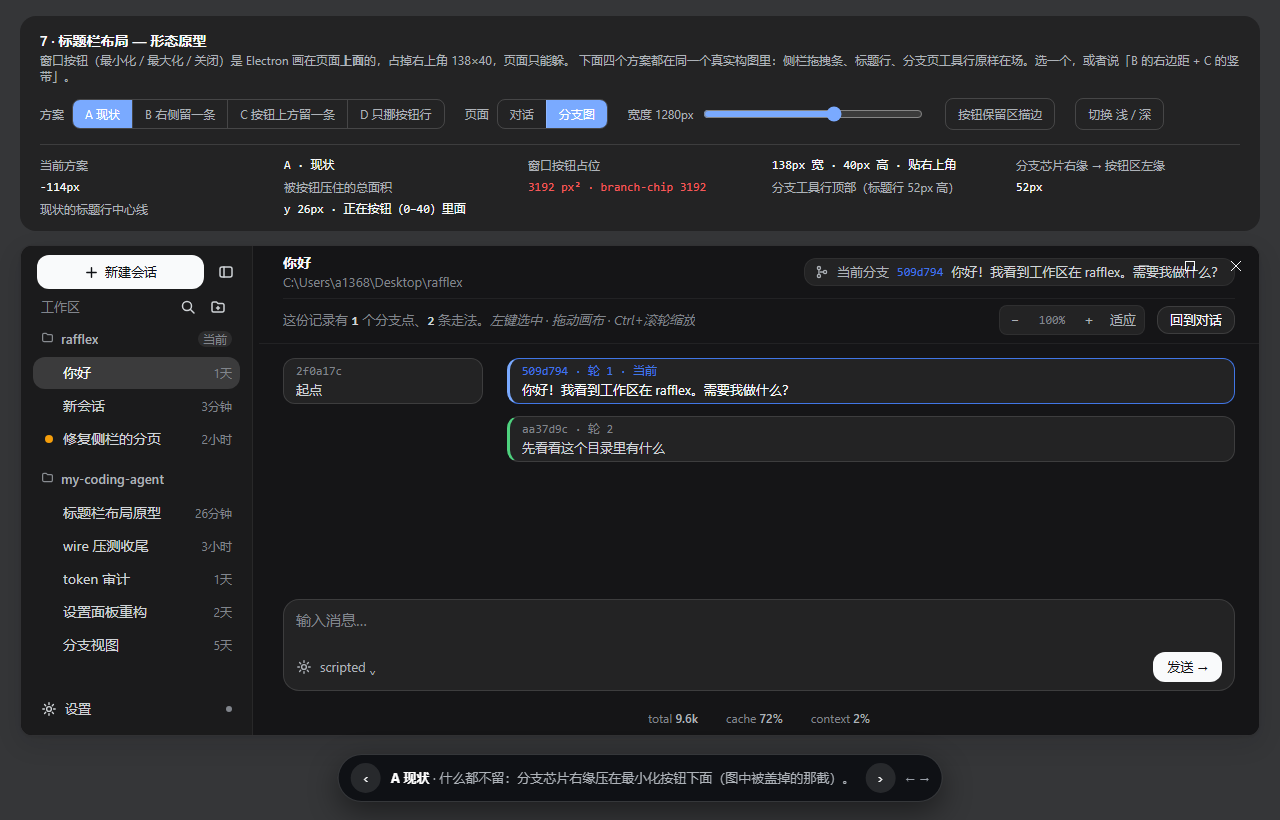 7 · 标题栏布局 — 形态原型
窗口按钮（最小化 / 最大化 / 关闭）是 Electron 画在页面上面的，占掉右上角 138×40，页面只能躲。 下面四个方案都在同一个真实构图里：侧栏拖拽条、标题行、分支页工具行原样在场。选一个，或者说「B 的右边距 + C 的竖
带」。
方案 A 现状 B 右侧留一条 C 按钮上方留一条 D 只挪按钮行 页面 对话 分支图 宽度 1280px 按钮保留区描边 切换 浅 / 深
当前方案 A · 现状 窗口按钮占位 138px 宽 · 40px 高 · 贴右上角 分支芯片右缘 → 按钮区左缘
-114px 被按钮压住的总面积 3192 px² · branch-chip 3192 分支工具行顶部（标题行 52px 高） 52px
现状的标题行中心线 y 26px · 正在按钮（0–40）里面
+ 新建会话
工作区
rafflex 当前
你好 1天
新会话 3分钟
修复侧栏的分页 2小时
my-coding-agent
标题栏布局原型 26分钟
wire 压测收尾 3小时
token 审计 1天
设置面板重构 2天
分支视图 5天
设置
你好
C:\Users\a1368\Desktop\rafflex
当前分支 509d794 你好！我看到工作区在 rafflex。需要我做什么？
这份记录有 1 个分支点、2 条走法。左键选中 · 拖动画布 · Ctrl+滚轮缩放
− 100% + 适应 回到对话
2f0a17c
起点
509d794 · 轮 1 · 当前
你好！我看到工作区在 rafflex。需要我做什么？
aa37d9c · 轮 2
先看看这个目录里有什么
输入消息…
scripted
发送 →
total 9.6k cache 72% context 2%
‹ A 现状 · 什么都不留：分支芯片右缘压在最小化按钮下面（图中被盖掉的那截）。 › ←→